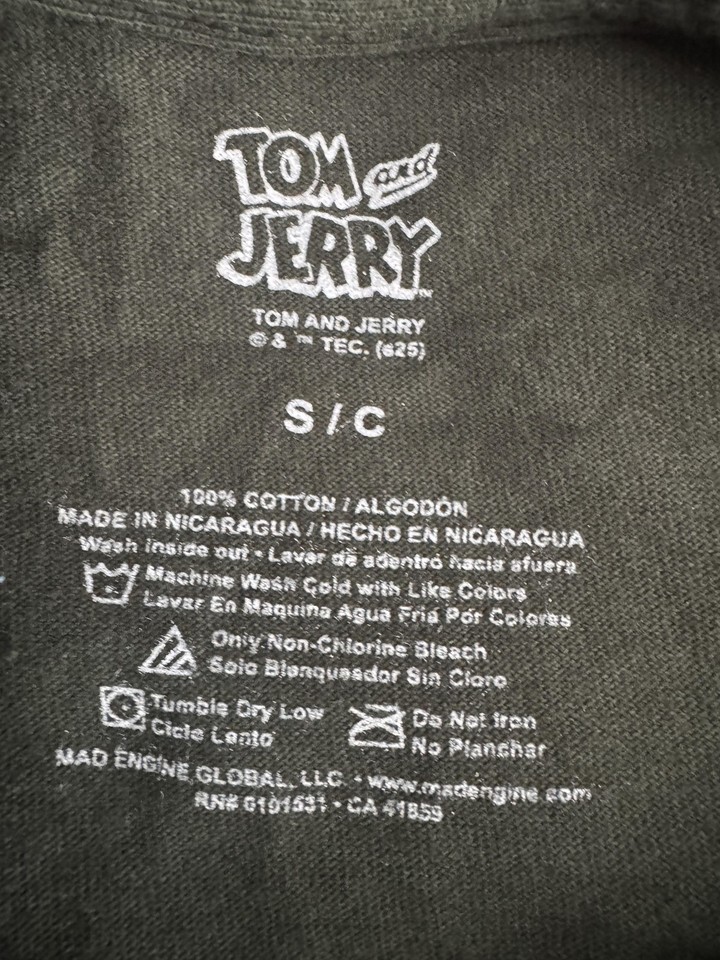 TOM and
JERRY™
TOM AND JERRY
© & ™ TEC. (s25)
S / C
100% COTTON / ALGODÓN
MADE IN NICARAGUA / HECHO EN NICARAGUA
Wash inside out • Lavar de adentro hacia afuera
Machine Wash Cold with Like Colors
Lavar En Maquina Agua Fria Por Colores
Only Non-Chlorine Bleach
Solo Blanqueador Sin Cloro
Tumble Dry Low
Ciclo Lento
Do Not Iron
No Planchar
MAD ENGINE GLOBAL, LLC. • www.madengine.com
RN# 0101531 • CA 41859